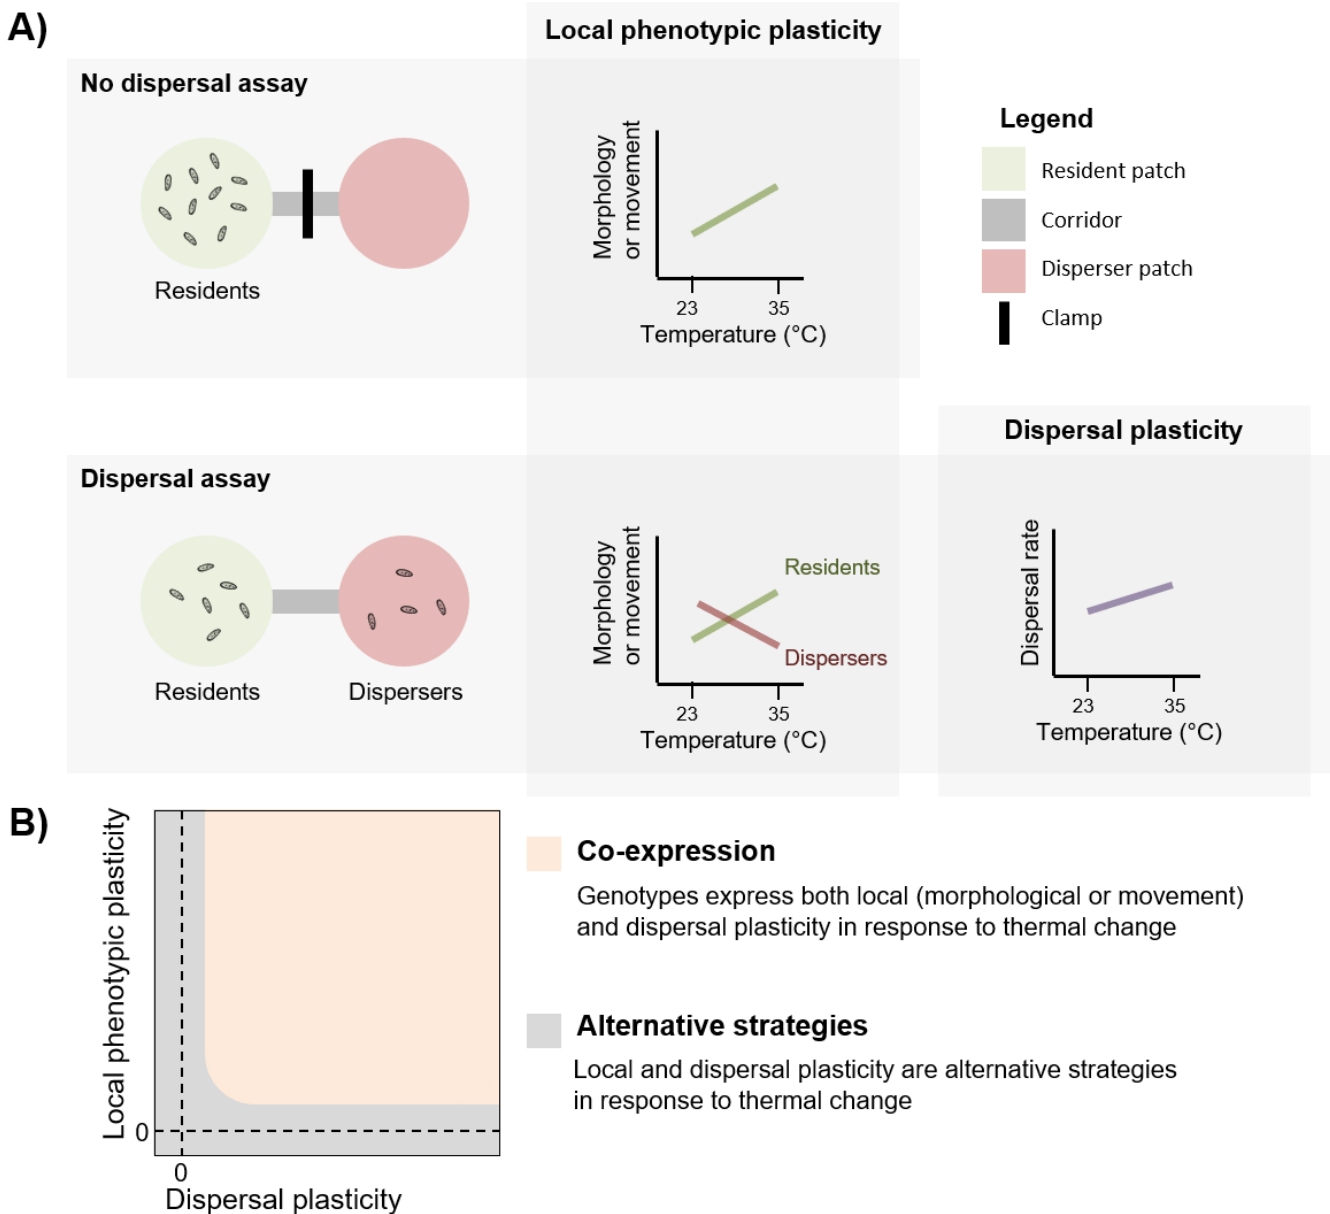 A)
Local phenotypic plasticity
No dispersal assay
Residents
Morphology
or movement
23
35
Temperature (°C)
Legend
Resident patch
Corridor
Disperser patch
Clamp
Dispersal plasticity
Dispersal assay
Residents
Dispersers
Morphology
or movement
Residents
Dispersers
23
35
Temperature (°C)
Dispersal rate
23
35
Temperature (°C)
B)
Local phenotypic plasticity
0
0
Dispersal plasticity
Co-expression
Genotypes express both local (morphological or movement)
and dispersal plasticity in response to thermal change
Alternative strategies
Local and dispersal plasticity are alternative strategies
in response to thermal change